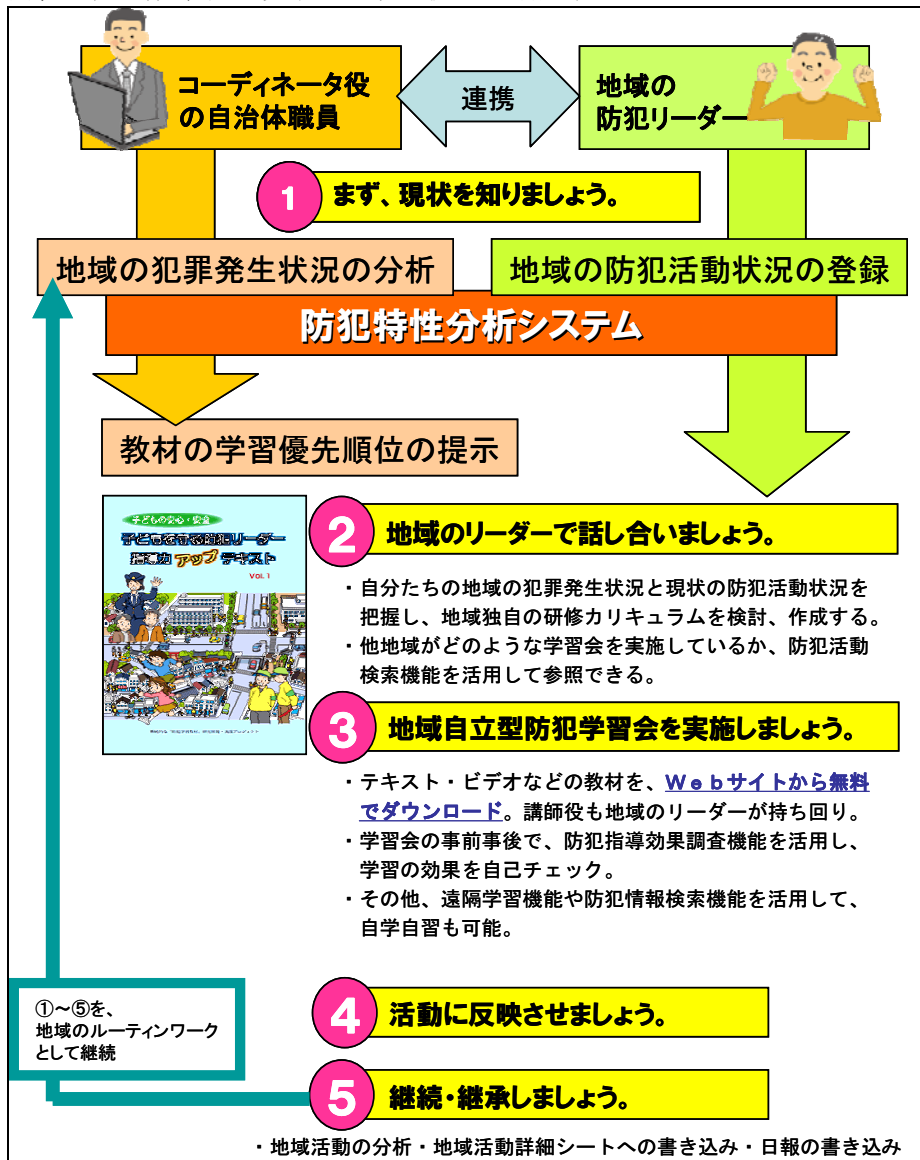 コーディネータ役
の自治体職員
連携
地域の
防犯リーダー
1 まず、現状を知りましょう。
地域の犯罪発生状況の分析
地域の防犯活動状況の登録
防犯特性分析システム
教材の学習優先順位の提示
子どもの安心・安全
子どもを守る防犯リーダー
指導力アップテキスト
Vol.1
2 地域のリーダーで話し合いましょう。
・自分たちの地域の犯罪発生状況と現状の防犯活動状況を
把握し、地域独自の研修カリキュラムを検討、作成する。
・他地域がどのような学習会を実施しているか、防犯活動
検索機能を活用して参照できる。
3 地域自立型防犯学習会を実施しましょう。
・テキスト・ビデオなどの教材を、Ｗｅｂサイトから無料
でダウンロード。講師役も地域のリーダーが持ち回り。
・学習会の事前事後で、防犯指導効果調査機能を活用し、
学習の効果を自己チェック。
・その他、遠隔学習機能や防犯情報検索機能を活用して、
自学自習も可能。
4 活動に反映させましょう。
①～⑤を、
地域のルーティンワーク
として継続
5 継続・継承しましょう。
・地域活動の分析・地域活動詳細シートへの書き込み・日報の書き込み